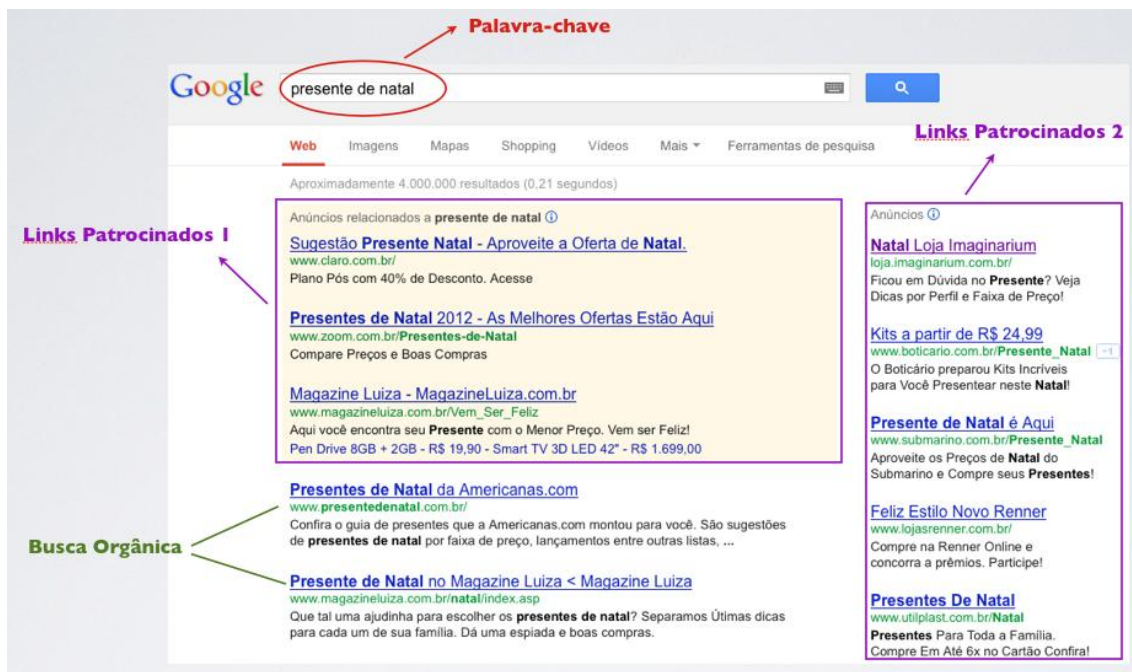 Palavra-chave
Google
presente de natal
Links Patrocinados 2
Web Imagens Mapas Shopping Vídeos Mais Ferramentas de pesquisa
Aproximadamente 4.000.000 resultados (0,21 segundos)
Links Patrocinados 1
Anúncios relacionados a presente de natal
Sugestão Presente Natal - Aproveite a Oferta de Natal.
www.claro.com.br/
Plano Pós com 40% de Desconto. Acesse
Presentes de Natal 2012 - As Melhores Ofertas Estão Aqui
www.zoom.com.br/Presentes-de-Natal
Compare Preços e Boas Compras
Magazine Luiza - MagazineLuiza.com.br
www.magazineluiza.com.br/Vem_Ser_Feliz
Aqui você encontra seu Presente com o Menor Preço. Vem ser Feliz!
Pen Drive 8GB + 2GB - R$ 19,90 - Smart TV 3D LED 42" - R$ 1.699,00
Busca Orgânica
Presentes de Natal da Americanas.com
www.presentedenatal.com.br/
Confira o guia de presentes que a Americanas.com montou para você. São sugestões
de presentes de natal por faixa de preço, lançamentos entre outras listas, ...
Presente de Natal no Magazine Luiza < Magazine Luiza
www.magazineluiza.com.br/natal/index.asp
Que tal uma ajudinha para escolher os presentes de natal? Separamos Útimas dicas
para cada um de sua família. Dá uma espiada e boas compras.
Anúncios
Natal Loja Imaginarium
loja.imaginarium.com.br/
Ficou em Dúvida no Presente? Veja
Dicas por Perfil e Faixa de Preço!
Kits a partir de R$ 24,99
www.boticario.com.br/Presente_Natal +1
O Boticário preparou Kits Incríveis
para Você Presentear neste Natal!
Presente de Natal é Aqui
www.submarino.com.br/Presente_Natal
Aproveite os Preços de Natal do
Submarino e Compre seus Presentes!
Feliz Estilo Novo Renner
www.lojasrenner.com.br/
Compre na Renner Online e
concorra a prêmios. Participe!
Presentes De Natal
www.utilplast.com.br/Natal
Presentes Para Toda a Família.
Compre Em Até 6x no Cartão Confira!